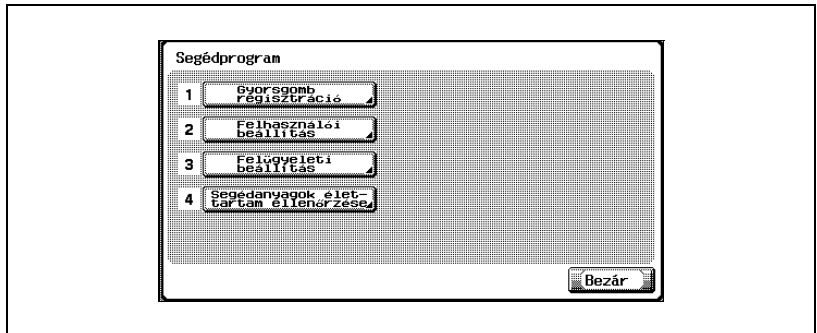 Segédprogram
1 Gyorsgomb
regisztráció
2 Felhasználói
beállítás
3 Felügyeleti
beállítás
4 Segédanyagok élet-
tartam ellenőrzése
Bezár